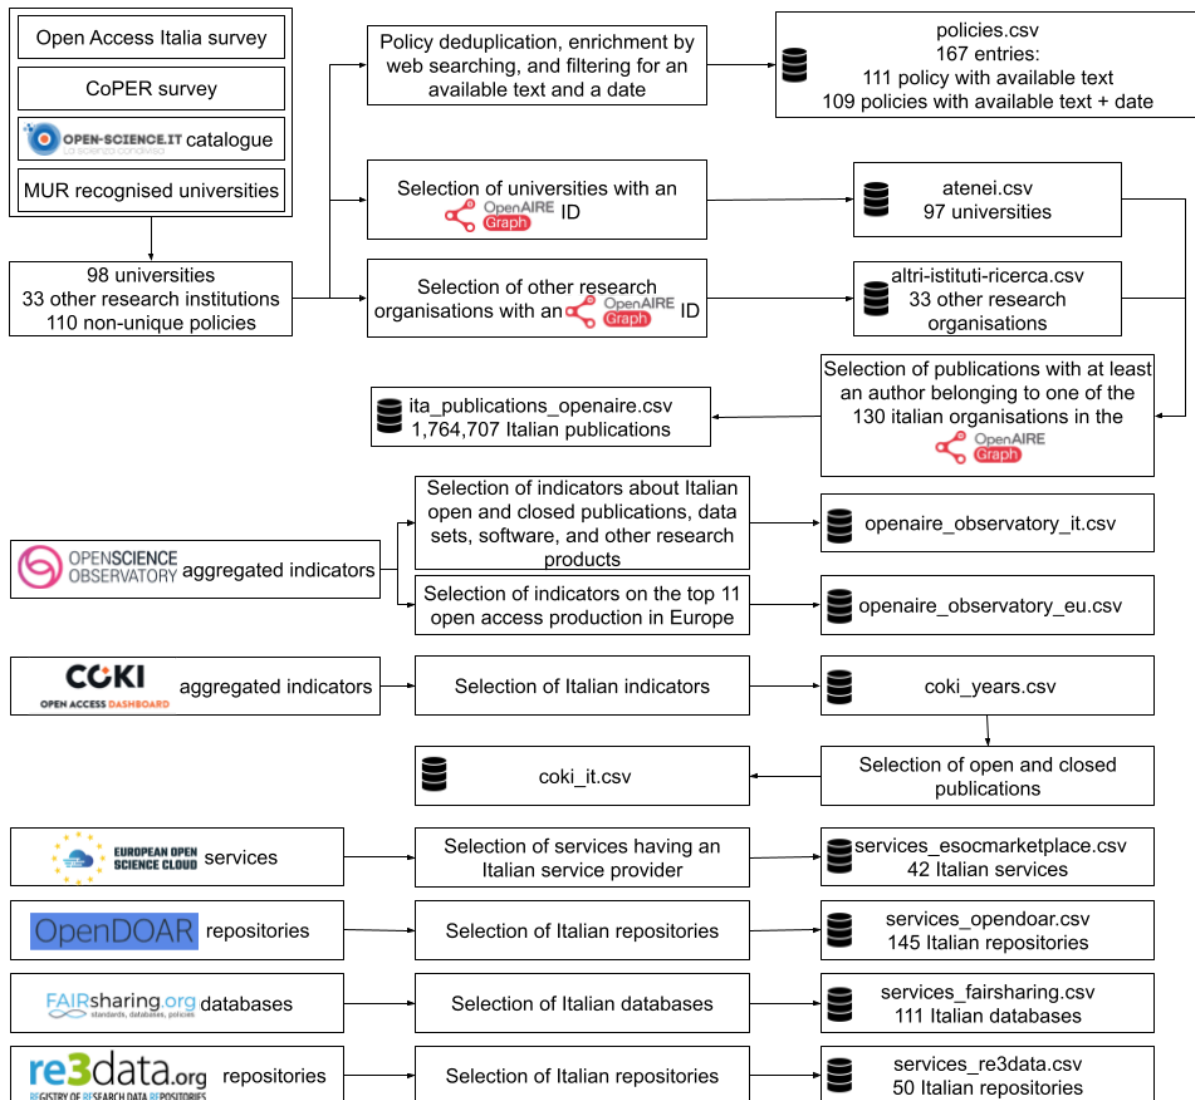 Open Access Italia survey
CoPER survey
OPEN-SCIENCE.IT catalogue
La scienza condivisa
MUR recognised universities
98 universities
33 other research institutions
110 non-unique policies
Policy deduplication, enrichment by
web searching, and filtering for an
available text and a date
policies.csv
167 entries:
111 policy with available text
109 policies with available text + date
Selection of universities with an
OpenAIRE
Graph ID
atenei.csv
97 universities
Selection of other research
organisations with an OpenAIRE
Graph ID
altri-istituti-ricerca.csv
33 other research
organisations
Selection of publications with at least
an author belonging to one of the
130 italian organisations in the
OpenAIRE
Graph
ita_publications_openaire.csv
1,764,707 Italian publications
OPENSCIENCE
OBSERVATORY aggregated indicators
Selection of indicators about Italian
open and closed publications, data
sets, software, and other research
products
openaire_observatory_it.csv
Selection of indicators on the top 11
open access production in Europe
openaire_observatory_eu.csv
COKI
OPEN ACCESS DASHBOARD
aggregated indicators
Selection of Italian indicators
coki_years.csv
Selection of open and closed
publications
coki_it.csv
EUROPEAN OPEN
SCIENCE CLOUD services
Selection of services having an
Italian service provider
services_esocmarketplace.csv
42 Italian services
OpenDOAR repositories
Selection of Italian repositories
services_opendoar.csv
145 Italian repositories
FAIRsharing.org databases
standards, databases, policies
Selection of Italian databases
services_fairsharing.csv
111 Italian databases
re3data.org repositories
REGISTRY OF RESEARCH DATA REPOSITORIES
Selection of Italian repositories
services_re3data.csv
50 Italian repositories